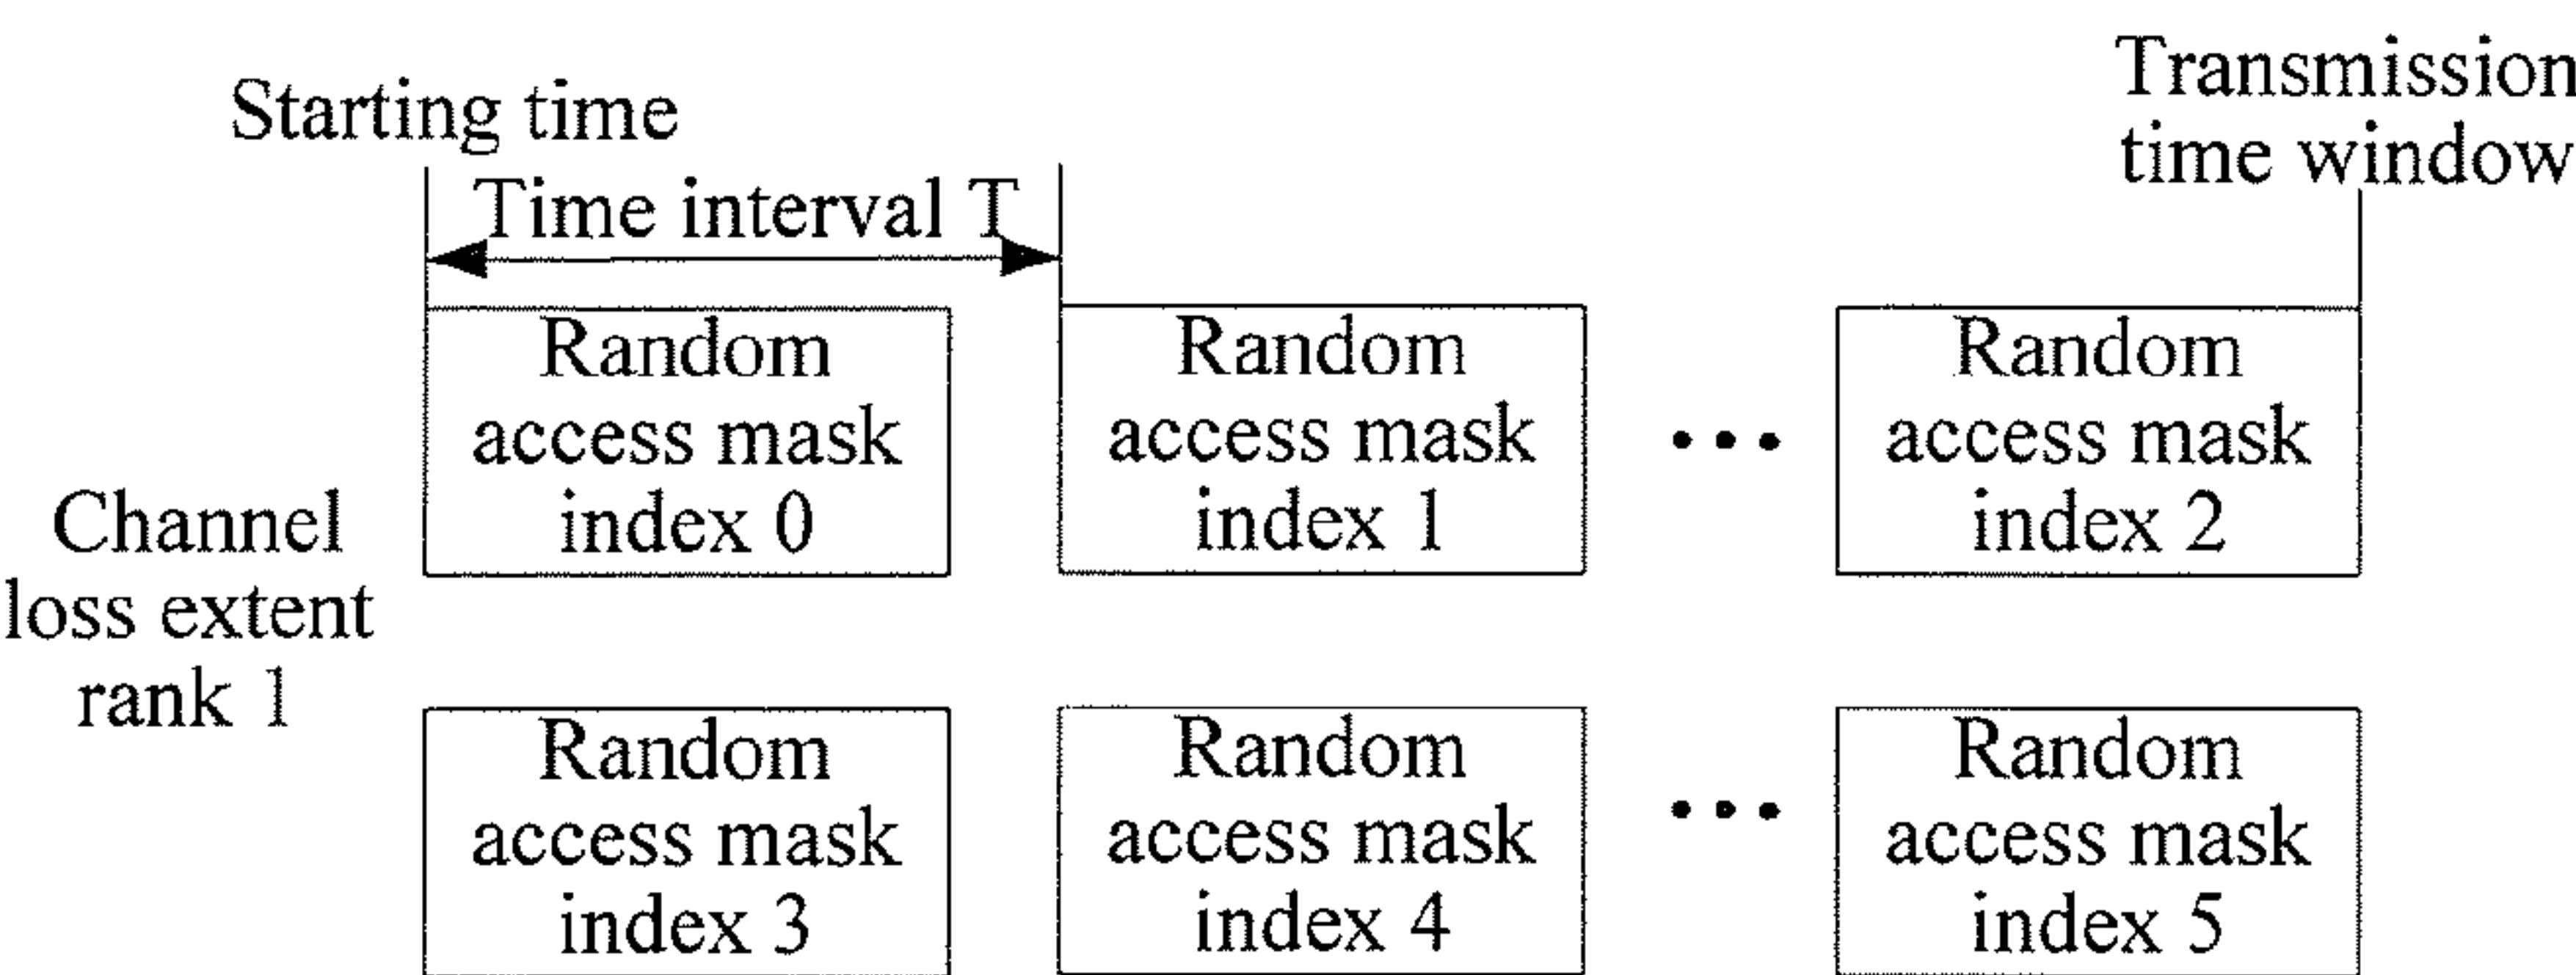 Starting time
Transmission
time window
Time interval T
Random
access mask
index 0
Random
access mask
index 1
•••
Random
access mask
index 2
Channel
loss extent
rank 1
Random
access mask
index 3
Random
access mask
index 4
•••
Random
access mask
index 5